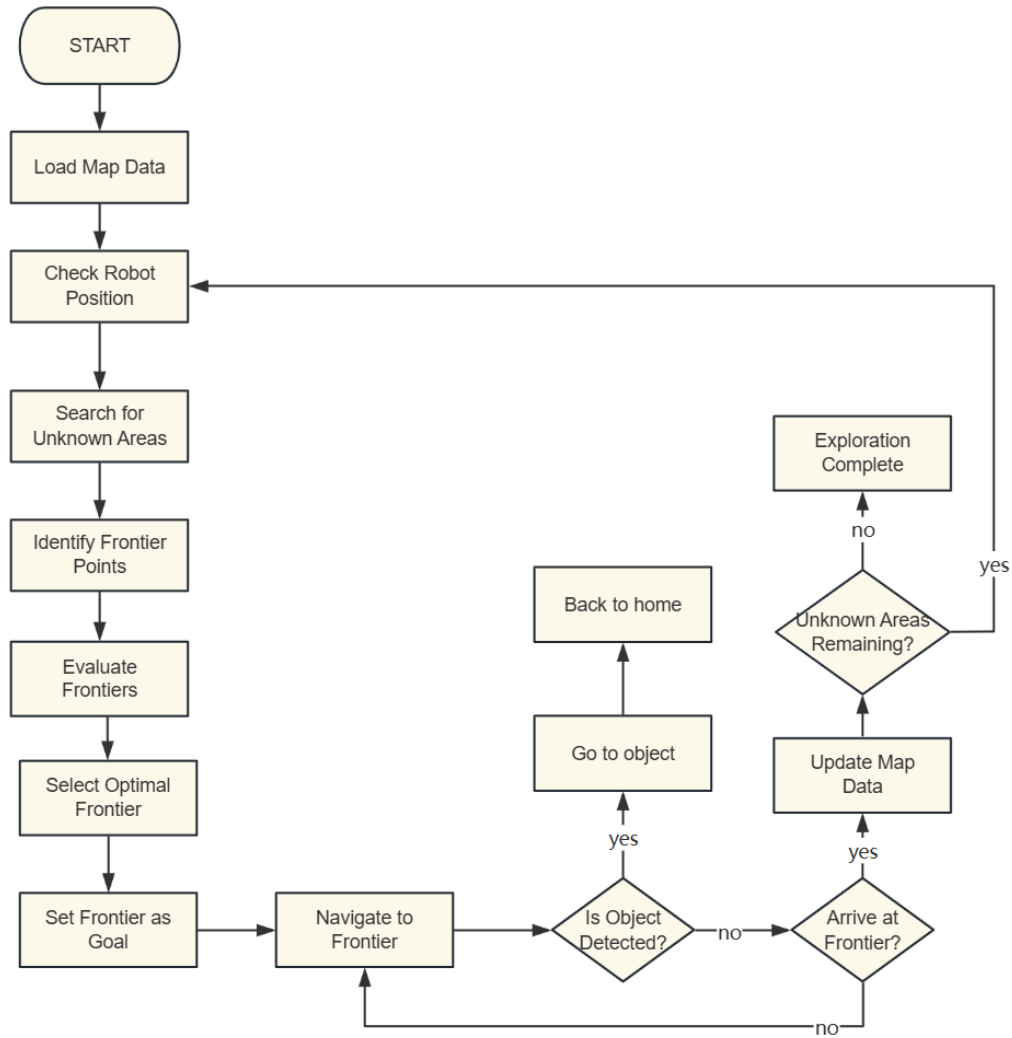 START
Load Map Data
Check Robot
Position
Search for
Unknown Areas
Identify Frontier
Points
Evaluate
Frontiers
Select Optimal
Frontier
Set Frontier as
Goal
Navigate to
Frontier
Is Object
Detected?
yes
Go to object
Back to home
no
Arrive at
Frontier?
no
yes
Update Map
Data
Unknown Areas
Remaining?
no
Exploration
Complete
yes